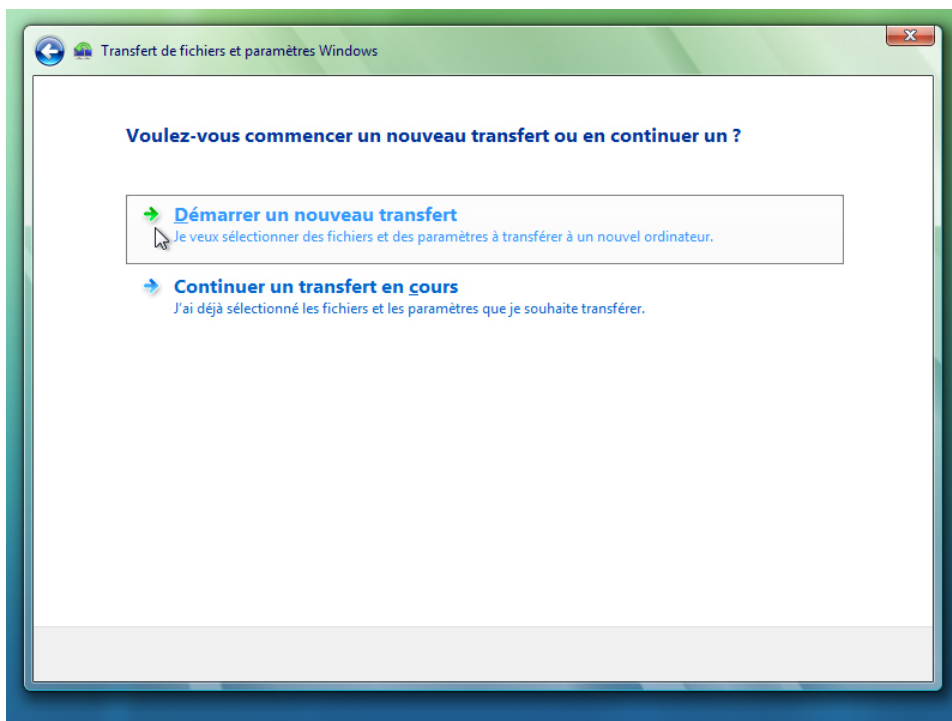 Transfert de fichiers et paramètres Windows
Voulez-vous commencer un nouveau transfert ou en continuer un ?
Démarrer un nouveau transfert
Je veux sélectionner des fichiers et des paramètres à transférer à un nouvel ordinateur.
Continuer un transfert en cours
J'ai déjà sélectionné les fichiers et les paramètres que je souhaite transférer.